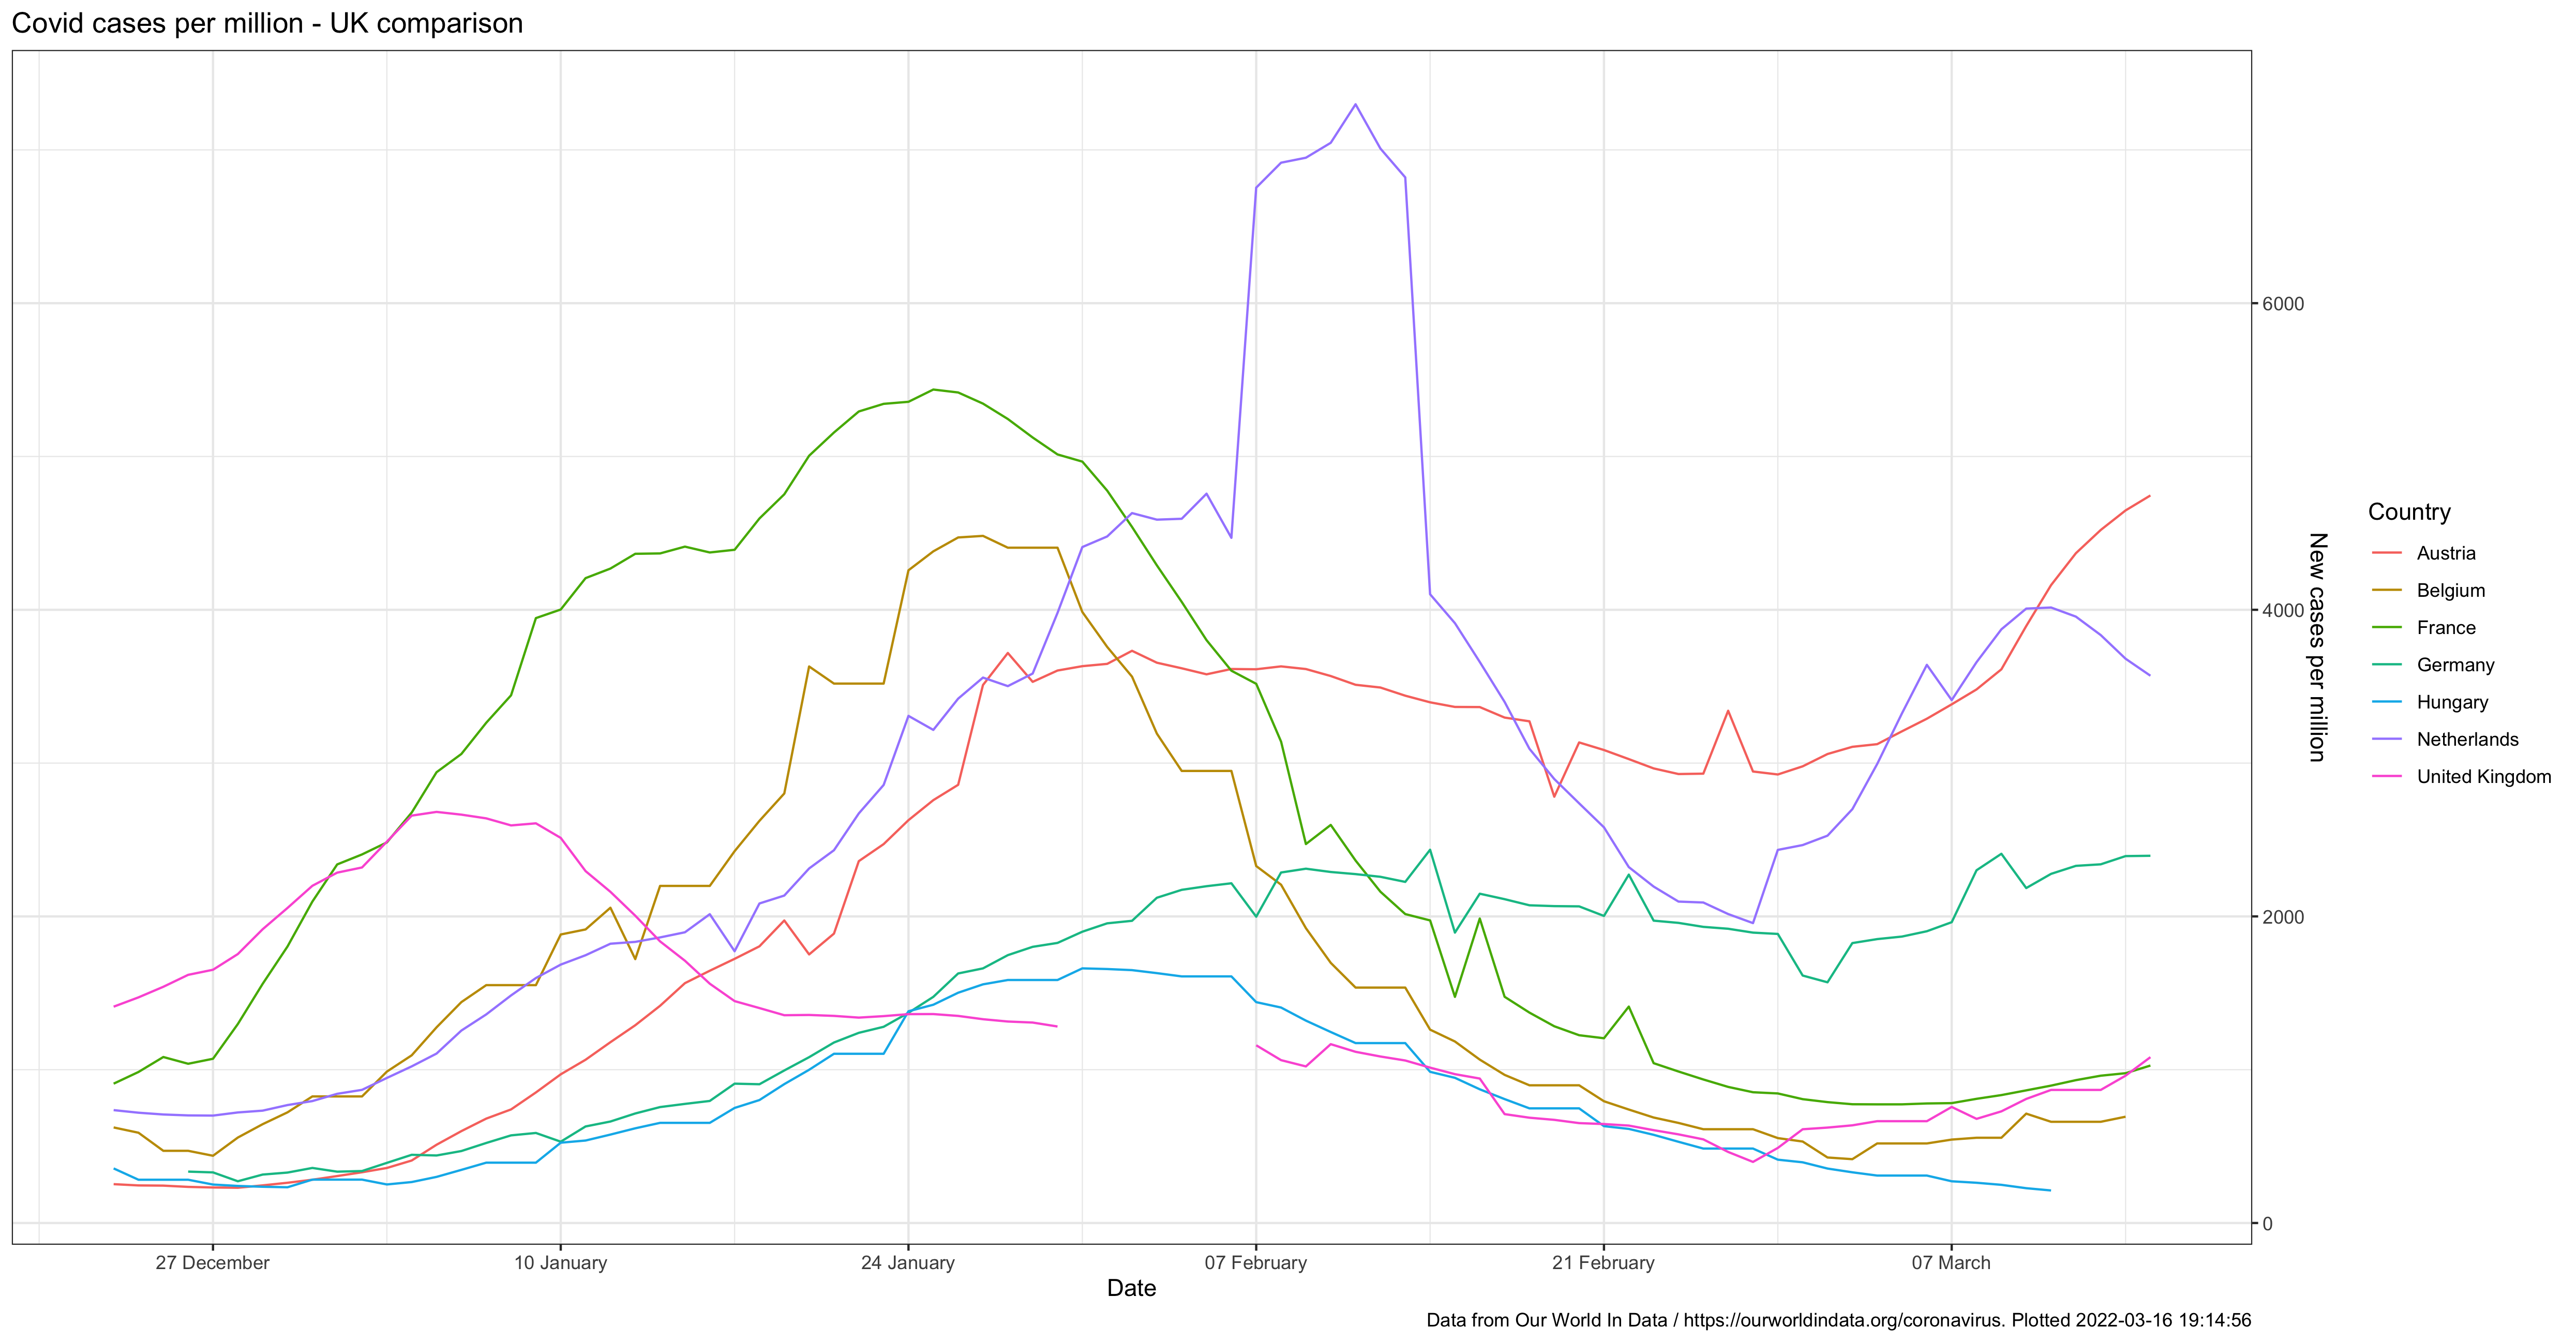 Covid cases per million - UK comparison
6000
4000
2000
0
New cases per million
27 December
10 January
24 January
07 February
21 February
07 March
Date
Country
Austria
Belgium
France
Germany
Hungary
Netherlands
United Kingdom
Data from Our World In Data / https://ourworldindata.org/coronavirus. Plotted 2022-03-16 19:14:56